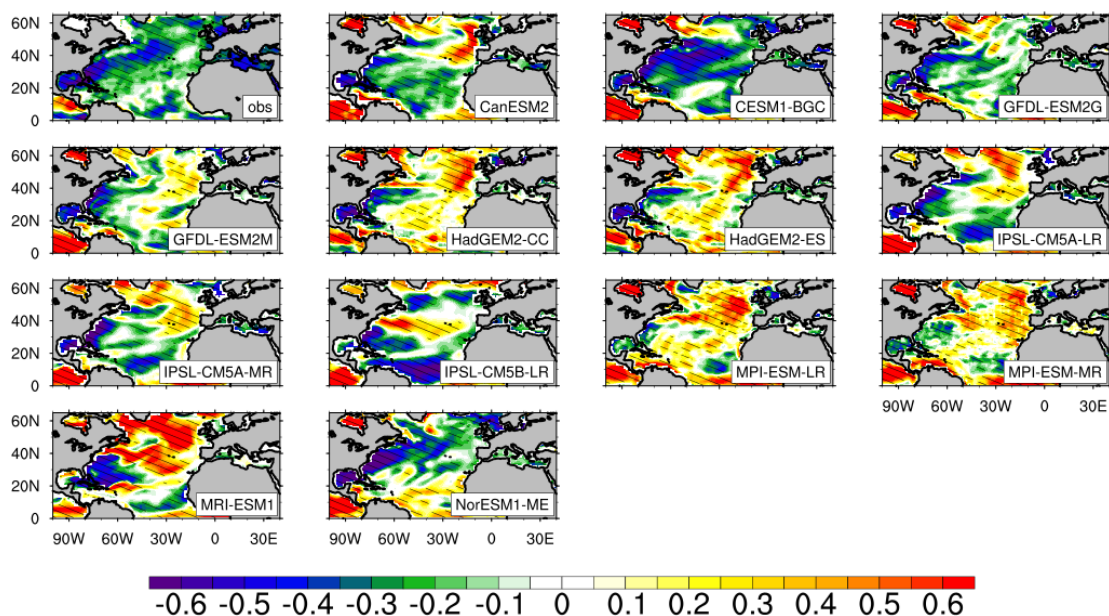 60N
40N
20N
0
obs
CanESM2
CESM1-BGC
GFDL-ESM2G
60N
40N
20N
0
GFDL-ESM2M
HadGEM2-CC
HadGEM2-ES
IPSL-CM5A-LR
60N
40N
20N
0
IPSL-CM5A-MR
IPSL-CM5B-LR
MPI-ESM-LR
MPI-ESM-MR
90W 60W 30W 0 30E
60N
40N
20N
0
MRI-ESM1
NorESM1-ME
90W 60W 30W 0 30E
90W 60W 30W 0 30E
-0.6 -0.5 -0.4 -0.3 -0.2 -0.1 0 0.1 0.2 0.3 0.4 0.5 0.6